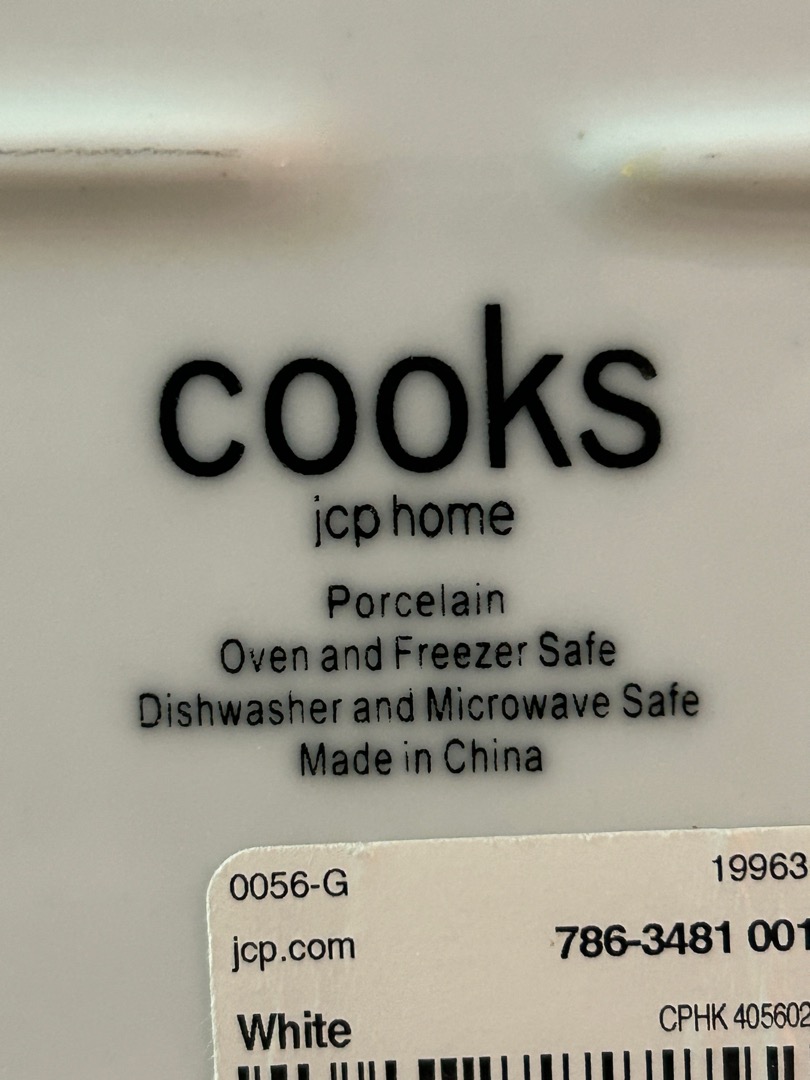 cooks
jcp home
Porcelain
Oven and Freezer Safe
Dishwasher and Microwave Safe
Made in China
0056-G 19963
jcp.com 786-3481 001
White CPHK 405602